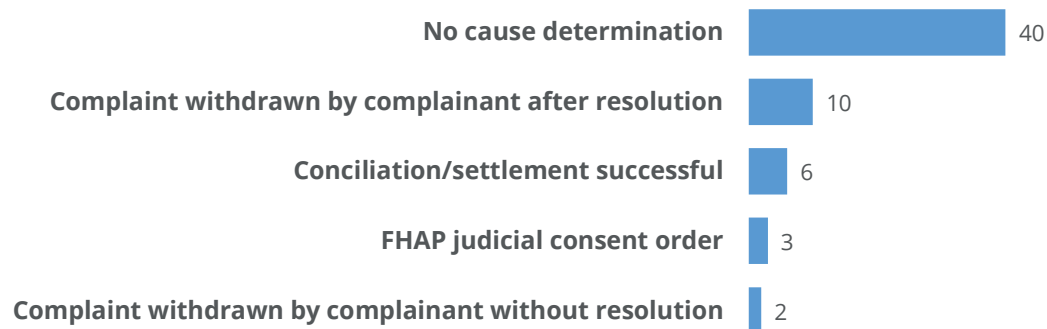 No cause determination 40
Complaint withdrawn by complainant after resolution 10
Conciliation/settlement successful 6
FHAP judicial consent order 3
Complaint withdrawn by complainant without resolution 2